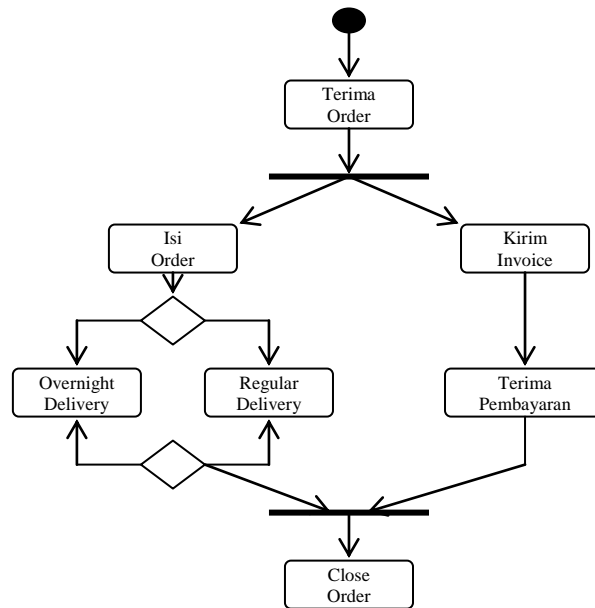 Terima
Order
Isi
Order
Kirim
Invoice
Overnight
Delivery
Regular
Delivery
Terima
Pembayaran
Close
Order